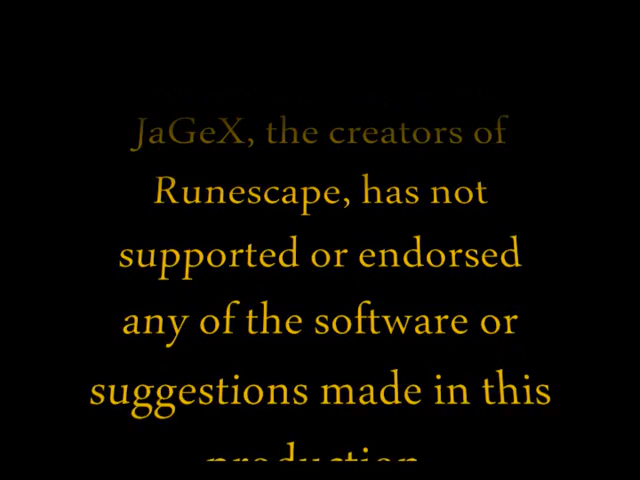 JaGeX, the creators of
Runescape, has not
supported or endorsed
any of the software or
suggestions made in this
production